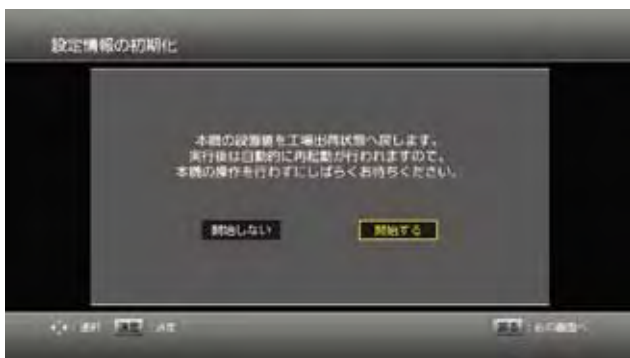 設定情報の初期化
本機の設置値を工場出荷状態へ戻します。
実行後は自動的に再起動が行われますので、
本機の操作を行わずにしばらくお待ちください。
開始しない 開始する
選択 決定 決定 戻る 前の画面へ